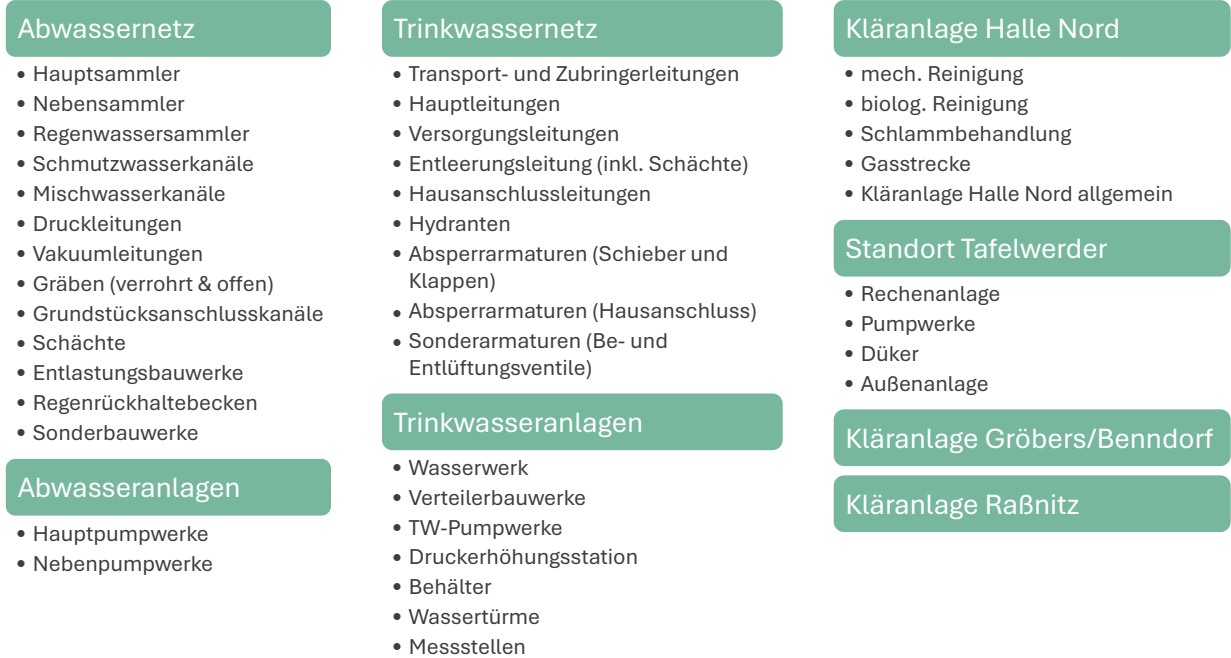 Abwassernetz
• Hauptsammler
• Nebensammler
• Regenwassersammler
• Schmutzwasserkanäle
• Mischwasserkanäle
• Druckleitungen
• Vakuumleitungen
• Gräben (verrohrt & offen)
• Grundstücksanschlusskanäle
• Schächte
• Entlastungsbauwerke
• Regenrückhaltebecken
• Sonderbauwerke
Abwasseranlagen
• Hauptpumpwerke
• Nebenpumpwerke
Trinkwassernetz
• Transport- und Zubringerleitungen
• Hauptleitungen
• Versorgungsleitungen
• Entleerungsleitung (inkl. Schächte)
• Hausanschlussleitungen
• Hydranten
• Absperrarmaturen (Schieber und
Klappen)
• Absperrarmaturen (Hausanschluss)
• Sonderarmaturen (Be- und
Entlüftungsventile)
Trinkwasseranlagen
• Wasserwerk
• Verteilerbauwerke
• TW-Pumpwerke
• Druckerhöhungsstation
• Behälter
• Wassertürme
• Messstellen
Kläranlage Halle Nord
• mech. Reinigung
• biolog. Reinigung
• Schlammbehandlung
• Gasstrecke
• Kläranlage Halle Nord allgemein
Standort Tafelwerder
• Rechenanlage
• Pumpwerke
• Düker
• Außenanlage
Kläranlage Gröbers/Benndorf
Kläranlage Raßnitz